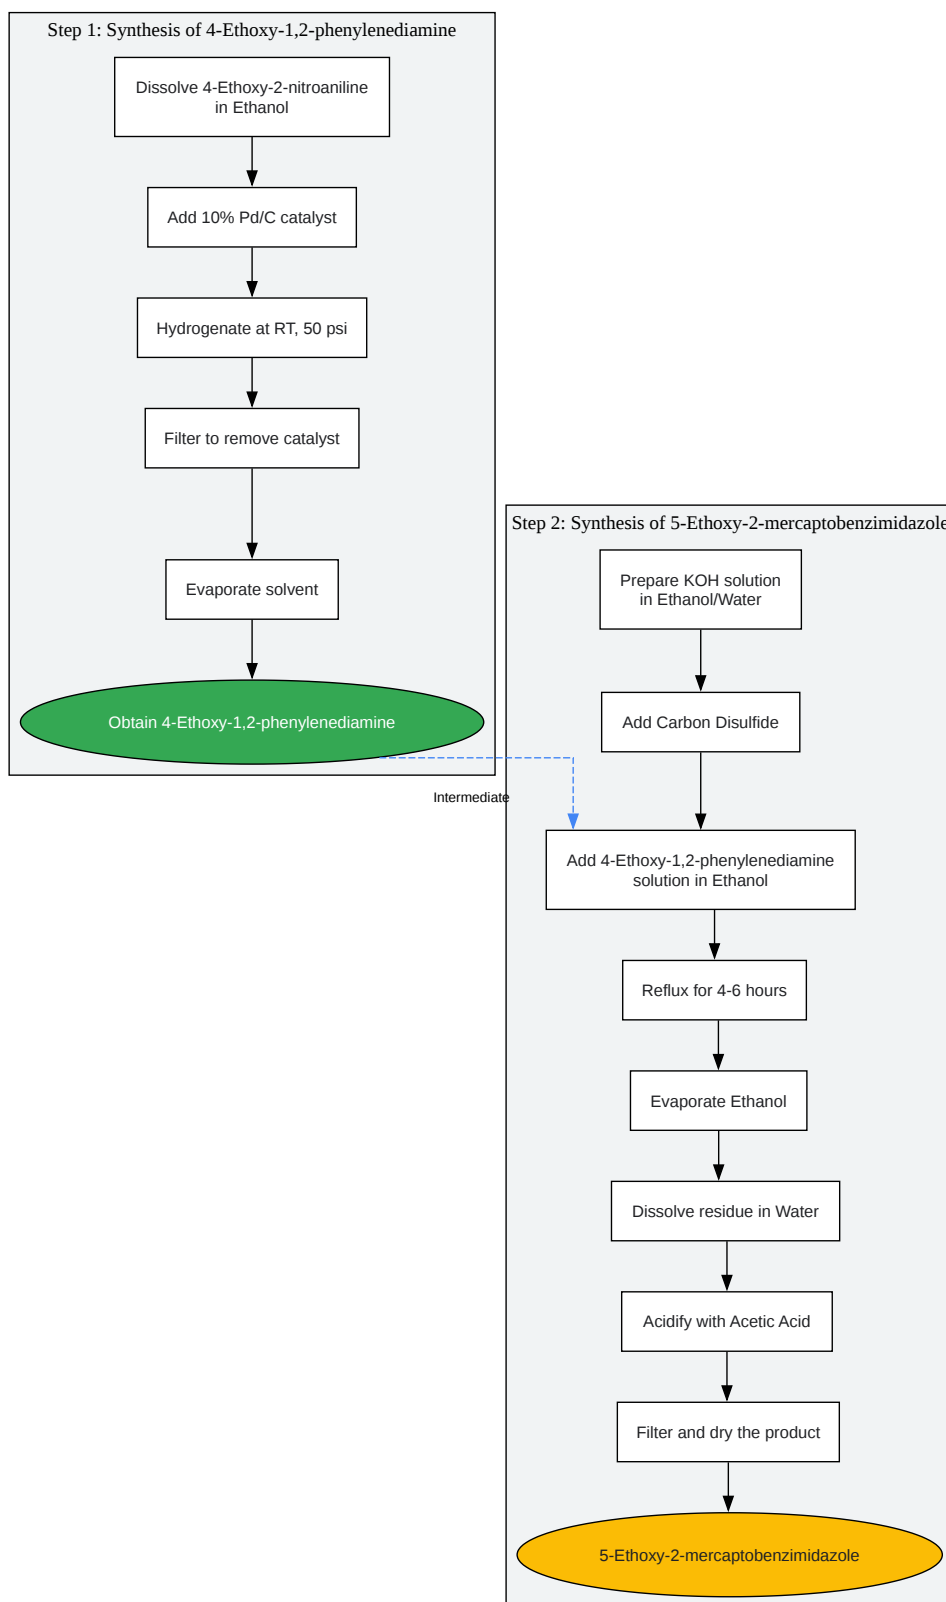 Step 1: Synthesis of 4-Ethoxy-1,2-phenylenediamine
Dissolve 4-Ethoxy-2-nitroaniline
in Ethanol
Add 10% Pd/C catalyst
Hydrogenate at RT, 50 psi
Filter to remove catalyst
Evaporate solvent
Obtain 4-Ethoxy-1,2-phenylenediamine
Intermediate
Step 2: Synthesis of 5-Ethoxy-2-mercaptobenzimidazole
Prepare KOH solution
in Ethanol/Water
Add Carbon Disulfide
Add 4-Ethoxy-1,2-phenylenediamine
solution in Ethanol
Reflux for 4-6 hours
Evaporate Ethanol
Dissolve residue in Water
Acidify with Acetic Acid
Filter and dry the product
5-Ethoxy-2-mercaptobenzimidazole